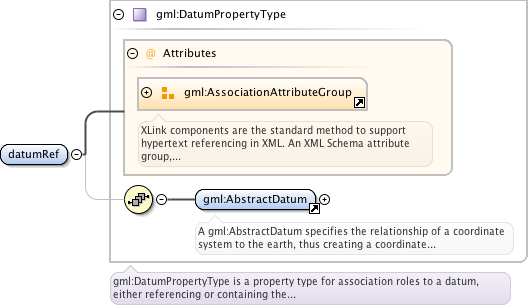 gml:DatumPropertyType
@ Attributes
gml:AssociationAttributeGroup
XLink components are the standard method to support
hypertext referencing in XML. An XML Schema attribute
group,...
datumRef
gml:AbstractDatum
A gml:AbstractDatum specifies the relationship of a coordinate
system to the earth, thus creating a coordinate...
gml:DatumPropertyType is a property type for association roles to a datum,
either referencing or containing the...